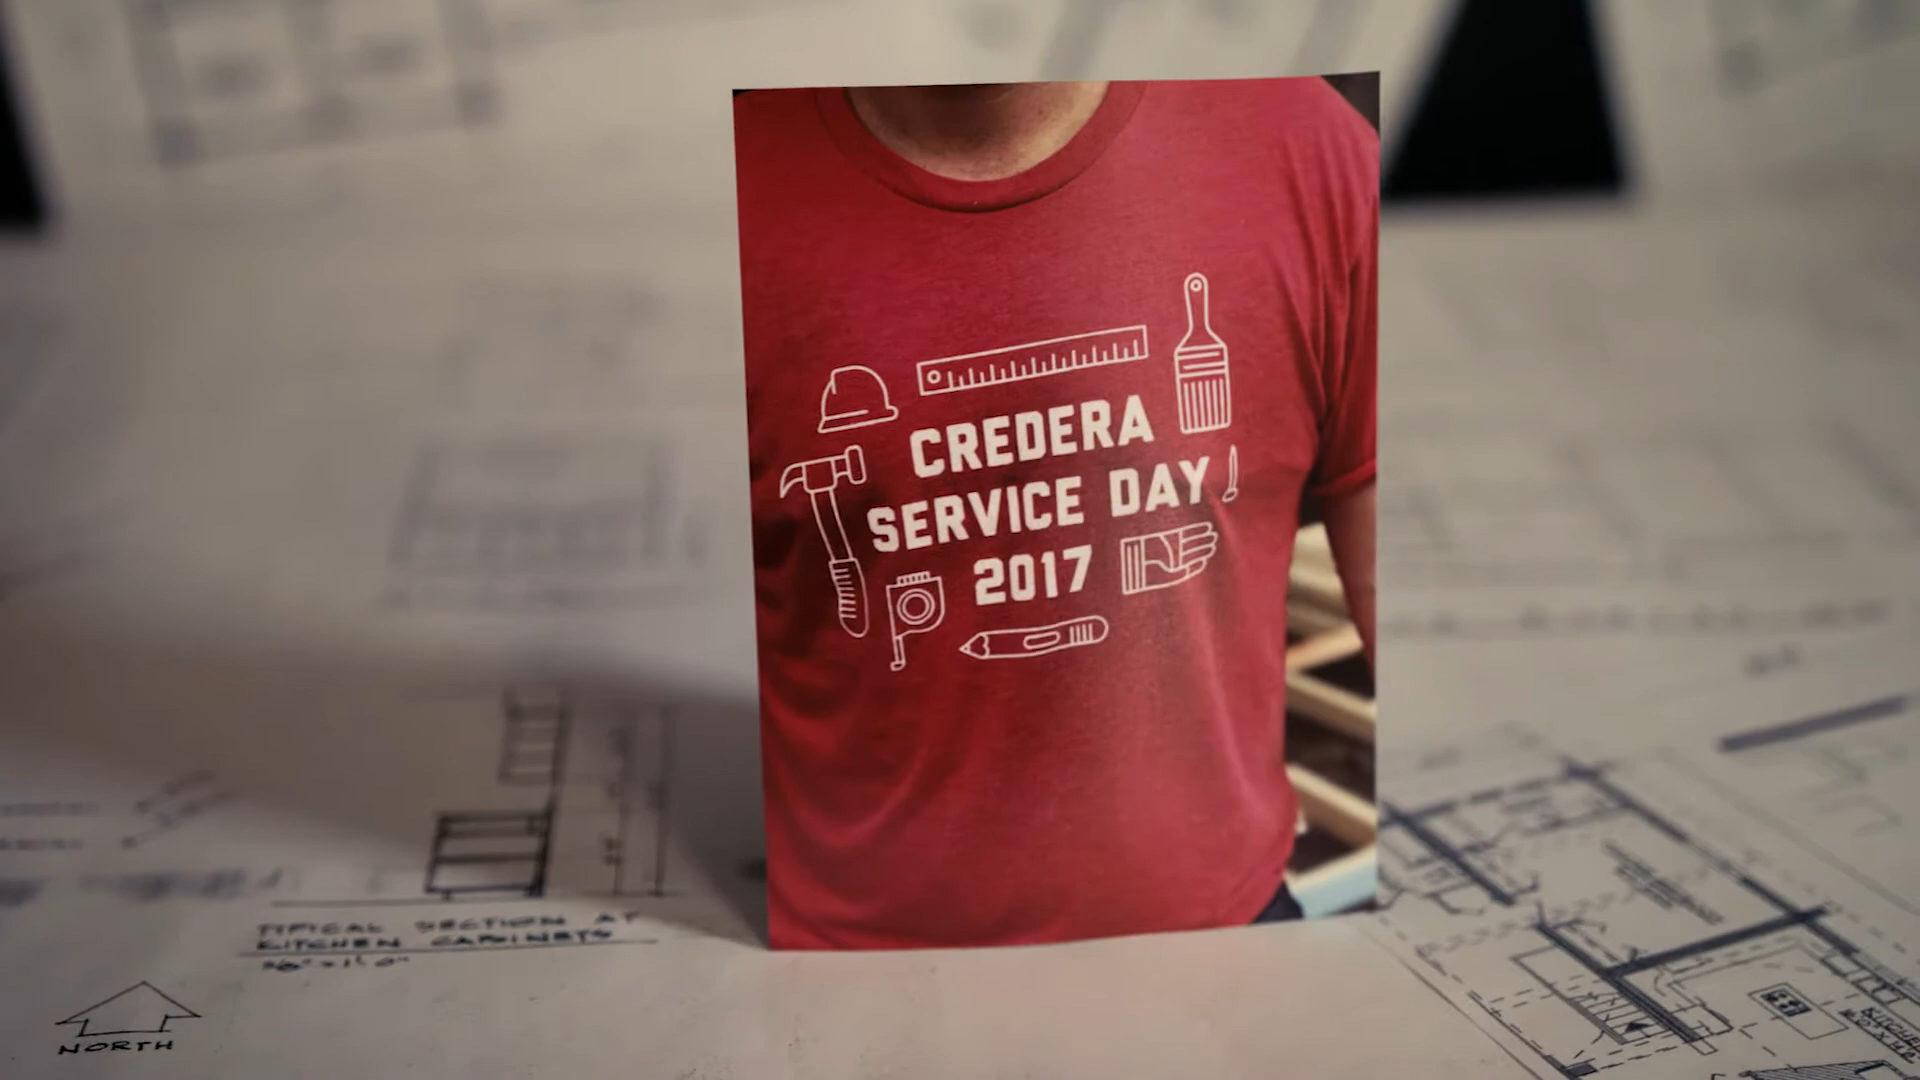 CREDERA
SERVICE DAY
2017
TYPICAL SECTION AT
KITCHEN CABINETS
NORTH